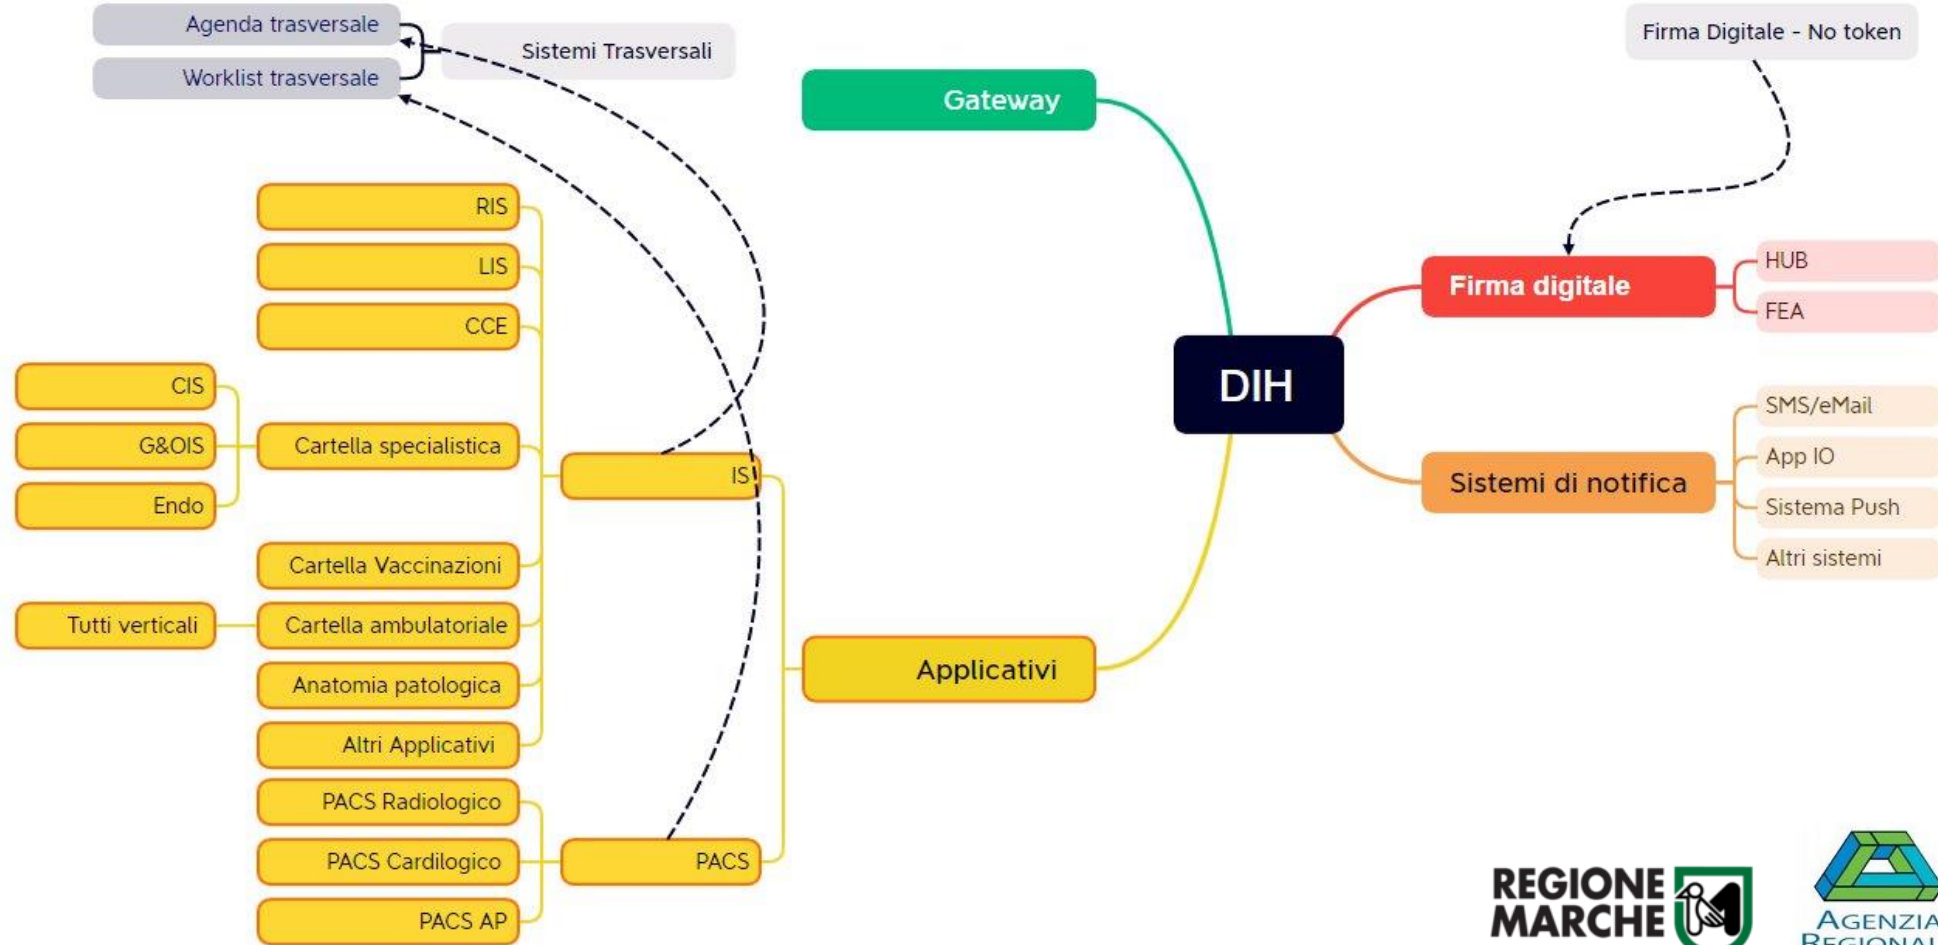 Agenda trasversale
Worklist trasversale
Sistemi Trasversali
Gateway
Firma Digitale - No token
RIS
LIS
CCE
CIS
G&OIS
Endo
Cartella specialistica
IS
Cartella Vaccinazioni
Tutti verticali
Cartella ambulatoriale
Anatomia patologica
Altri Applicativi
PACS Radiologico
PACS Cardilogico
PACS AP
PACS
Applicativi
DIH
Firma digitale
HUB
FEA
Sistemi di notifica
SMS/eMail
App IO
Sistema Push
Altri sistemi
REGIONE
MARCHE
AGENZIA
REGIONAL